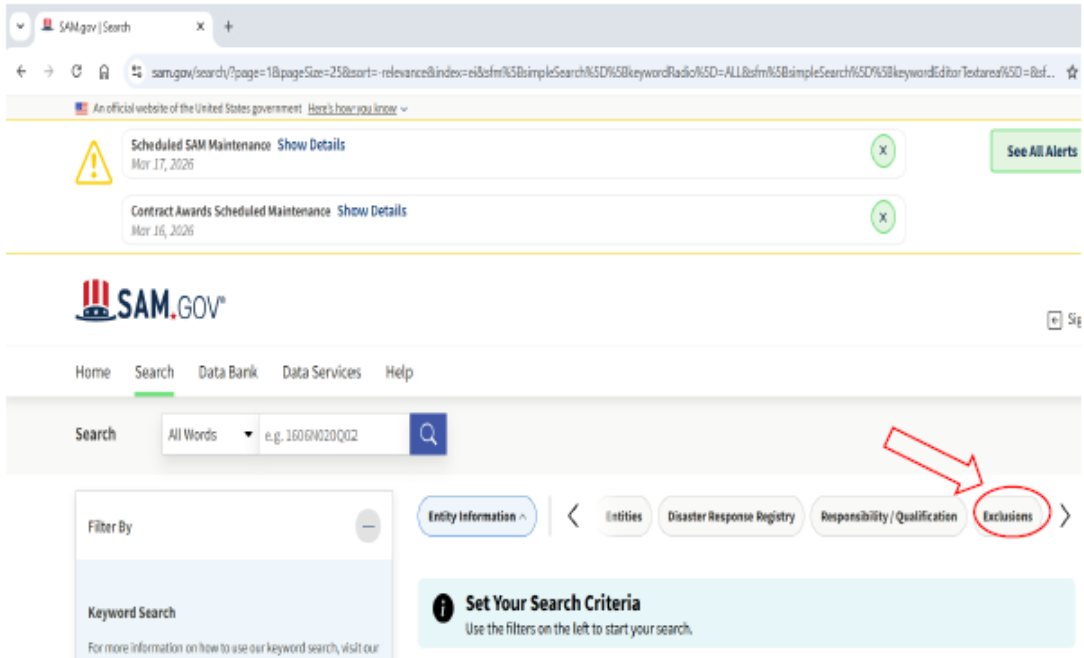 SAM.gov | Search
sam.gov/search/?page=1&pageSize=25&sort=-relevance&index=ei&sfm%5BsimpleSearch%5D%5BkeywordRadio%5D=ALL&sfm%5BsimpleSearch%5D%5BkeywordEditorTextarea%5D=&sf...
An official website of the United States government Here's how you know
Scheduled SAM Maintenance Show Details
Mar 17, 2026
See All Alerts
Contract Awards Scheduled Maintenance Show Details
Mar 16, 2026
SAM.GOV®
Sig
Home Search Data Bank Data Services Help
Search All Words e.g. 1606N020Q02
Filter By
Entity Information Entities Disaster Response Registry Responsibility / Qualification Exclusions
Keyword Search
For more information on how to use our keyword search, visit our
Set Your Search Criteria
Use the filters on the left to start your search.